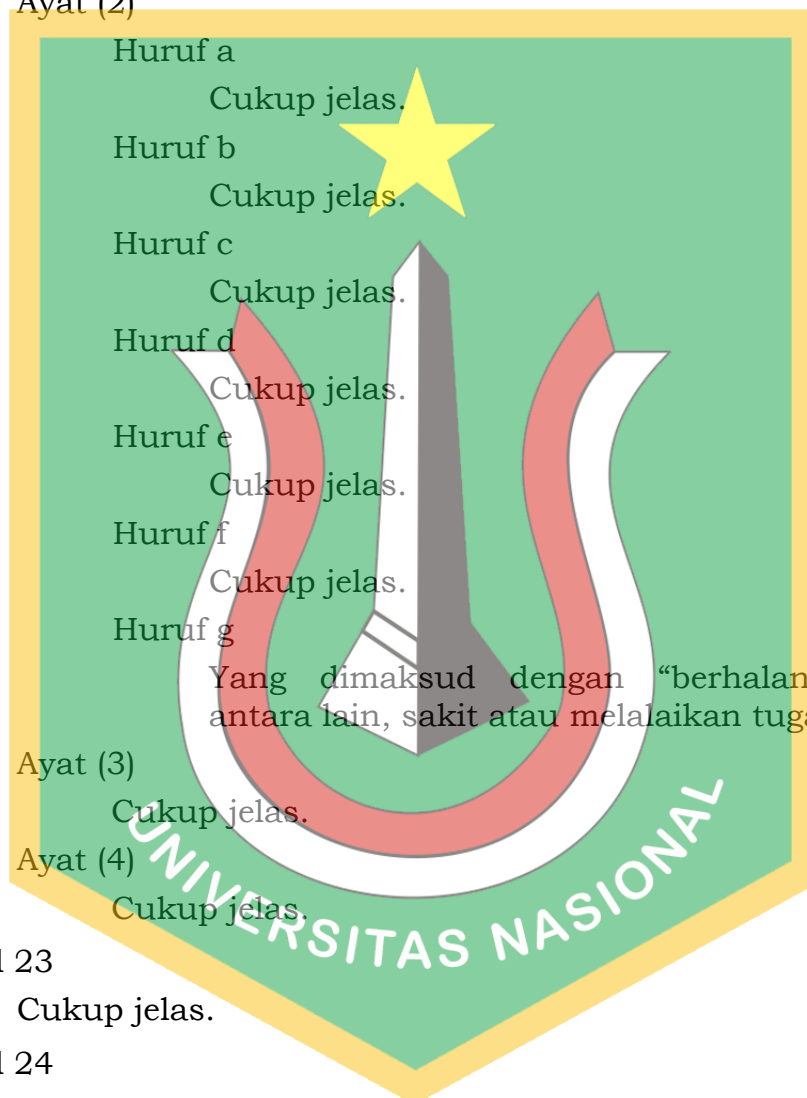 Ayat (2)
Huruf a
Cukup jelas.
Huruf b
Cukup jelas.
Huruf c
Cukup jelas.
Huruf d
Cukup jelas.
Huruf e
Cukup jelas.
Huruf f
Cukup jelas.
Huruf g
Yang dimaksud dengan “berhalan
antara lain, sakit atau melalaikan tuga
Ayat (3)
Cukup jelas.
Ayat (4)
Cukup jelas.
UNIVERSITAS NASIONAL
l 23
Cukup jelas.
l 24